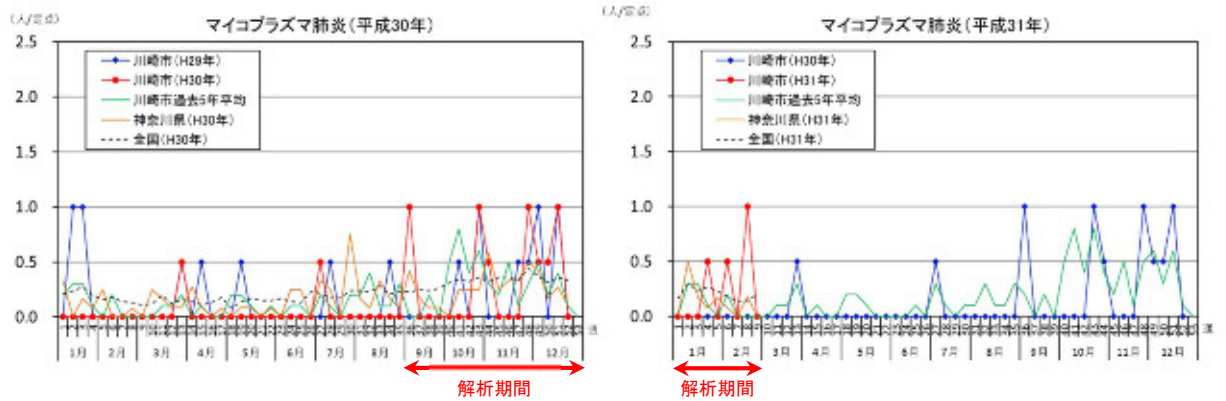 (人/定点)
マイコプラズマ肺炎(平成30年)
2.5
2.0
1.5
1.0
0.5
0.0
川崎市(H29年)
川崎市(H30年)
川崎市過去5年平均
神奈川県(H30年)
全国(H30年)
週
1月 2月 3月 4月 5月 6月 7月 8月 9月 10月 11月 12月
解析期間
(人/定点)
マイコプラズマ肺炎(平成31年)
2.5
2.0
1.5
1.0
0.5
0.0
川崎市(H30年)
川崎市(H31年)
川崎市過去5年平均
神奈川県(H31年)
全国(H31年)
週
1月 2月 3月 4月 5月 6月 7月 8月 9月 10月 11月 12月
解析期間